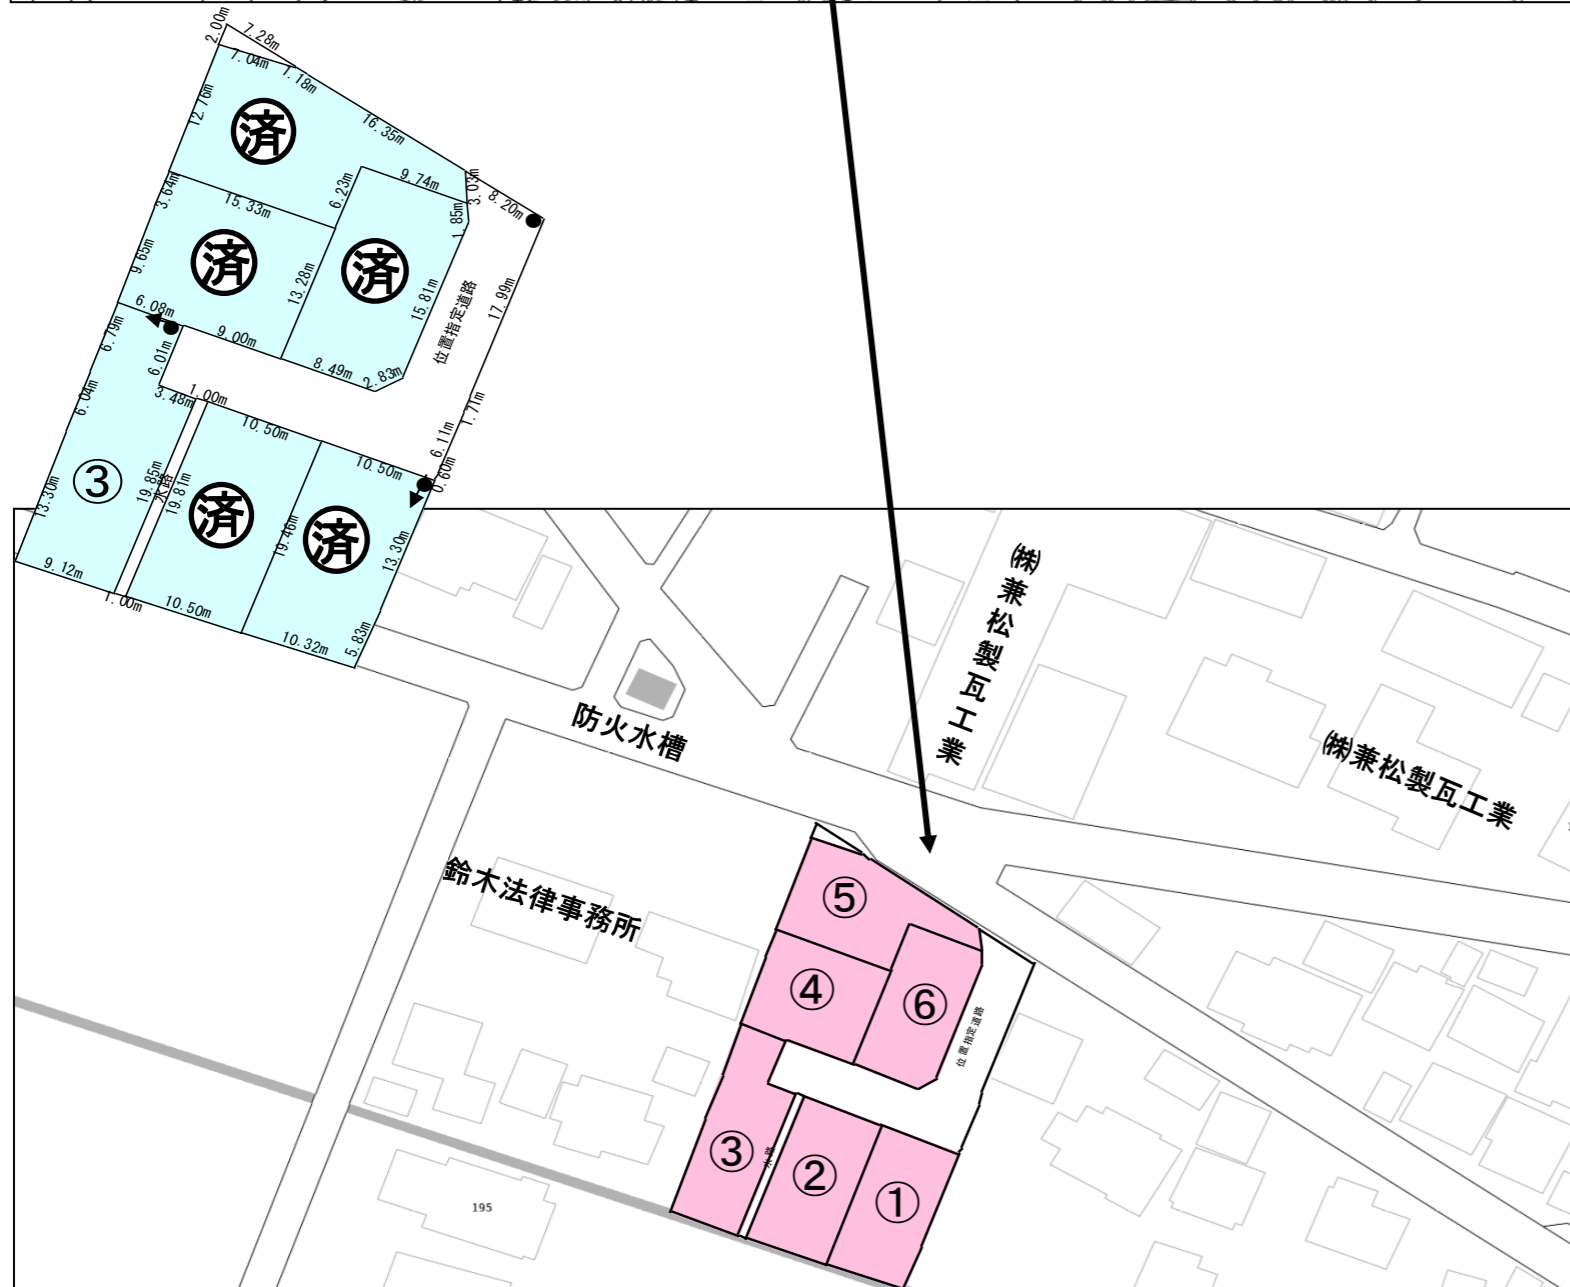 2.00m
7.28m
7.04m
1.18m
16.35m
12.76m
済
3.64m
15.33m
6.23m
9.74m
3.03m
8.20m
1.85m
9.65m
済
13.28m
済
15.81m
17.99m
位置指定道路
6.08m
9.00m
8.49m
2.83m
6.79m
6.01m
3.48m
1.00m
6.04m
10.50m
10.50m
1.71m
6.11m
0.60m
③
19.85m
水路
19.81m
済
19.46m
済
13.30m
13.30m
9.12m
1.00m
10.50m
10.32m
5.83m
㈱兼松製瓦工業
㈱兼松製瓦工業
防火水槽
鈴木法律事務所
⑤
④
⑥
位置指定道路
③
水路
②
①
195